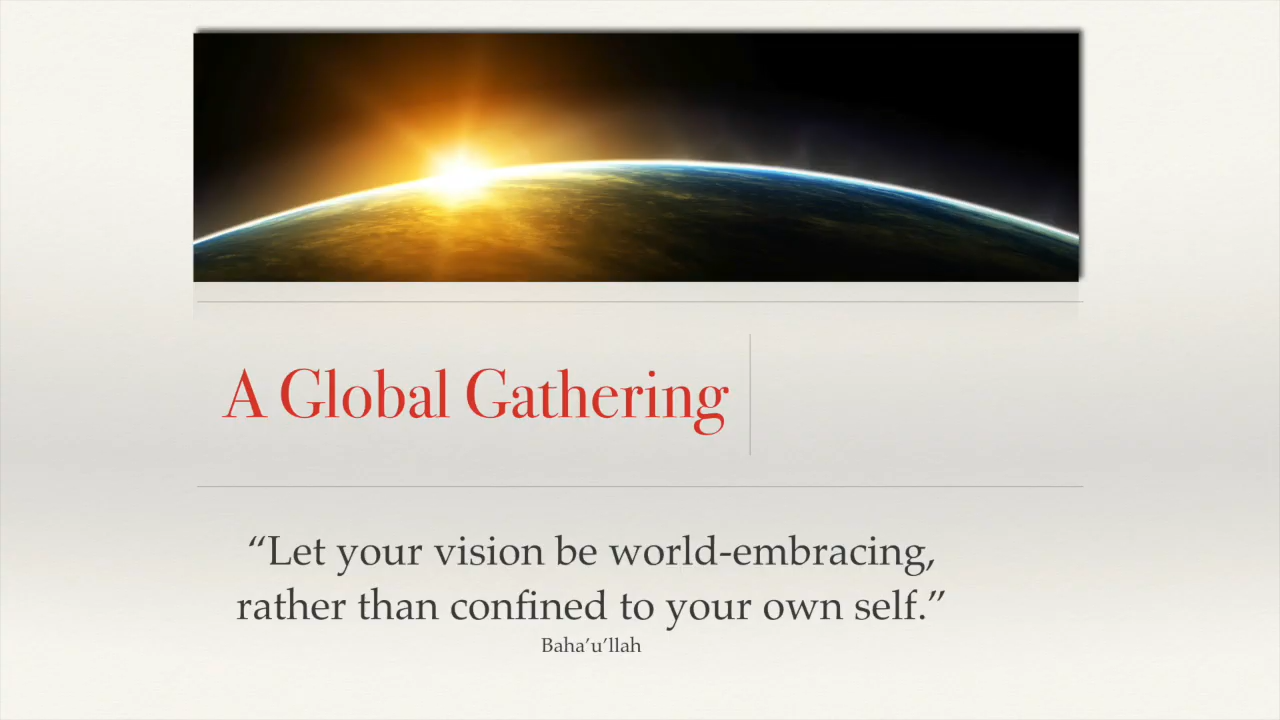 A Global Gathering
“Let your vision be world-embracing,
rather than confined to your own self.”
Baha’u’llah